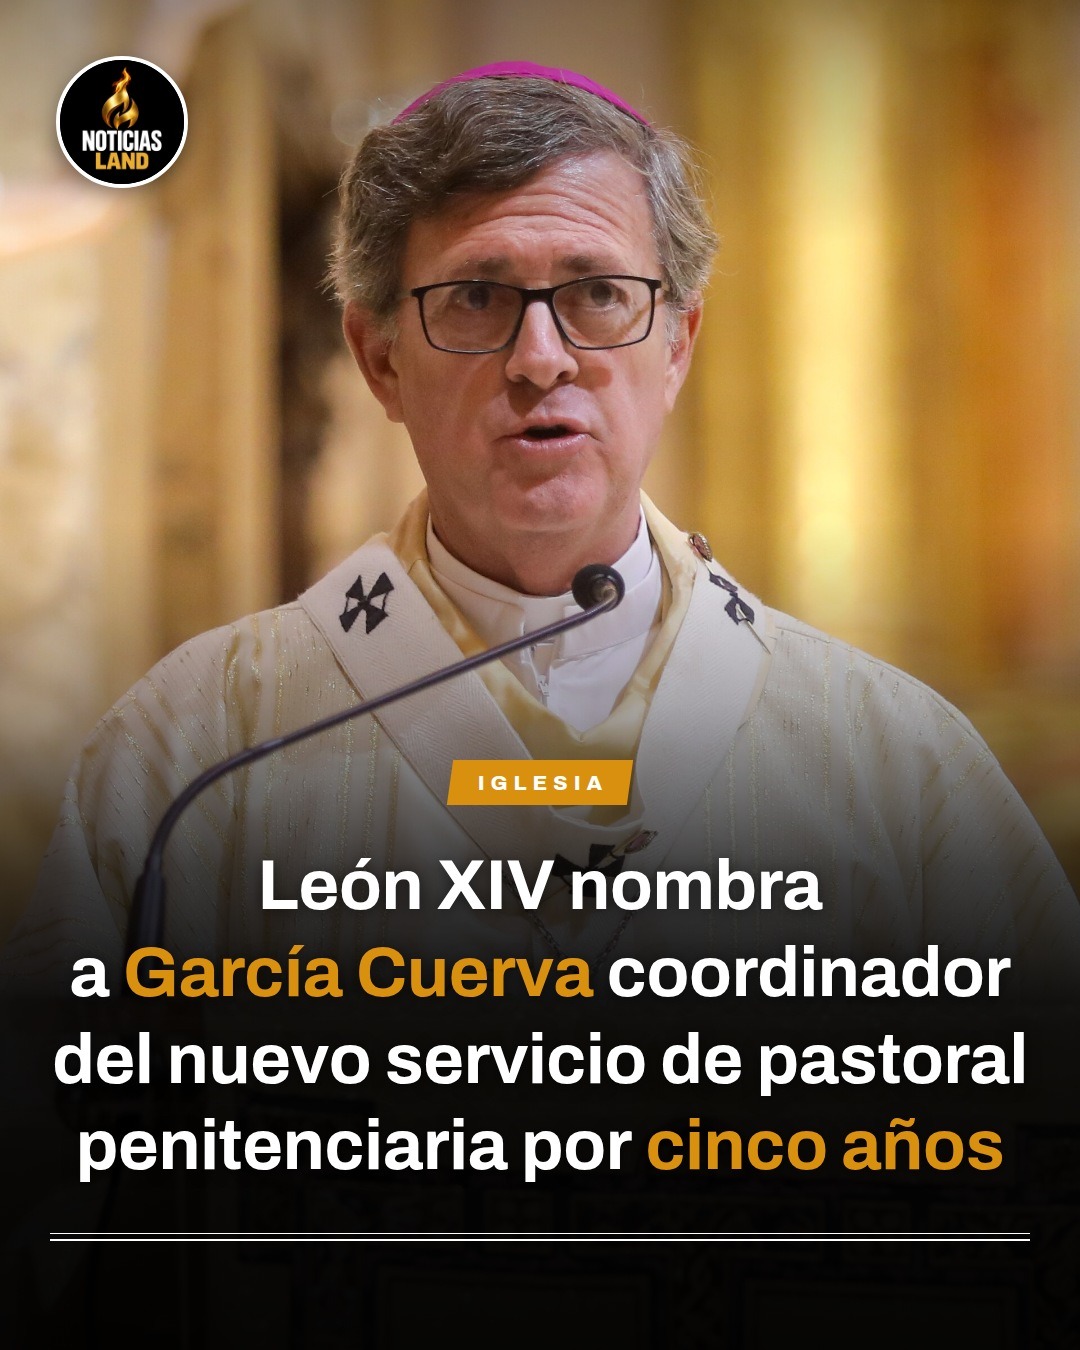 NOTICIAS
LAND
IGLESIA
León XIV nombra
a García Cuerva coordinador
del nuevo servicio de pastoral
penitenciaria por cinco años